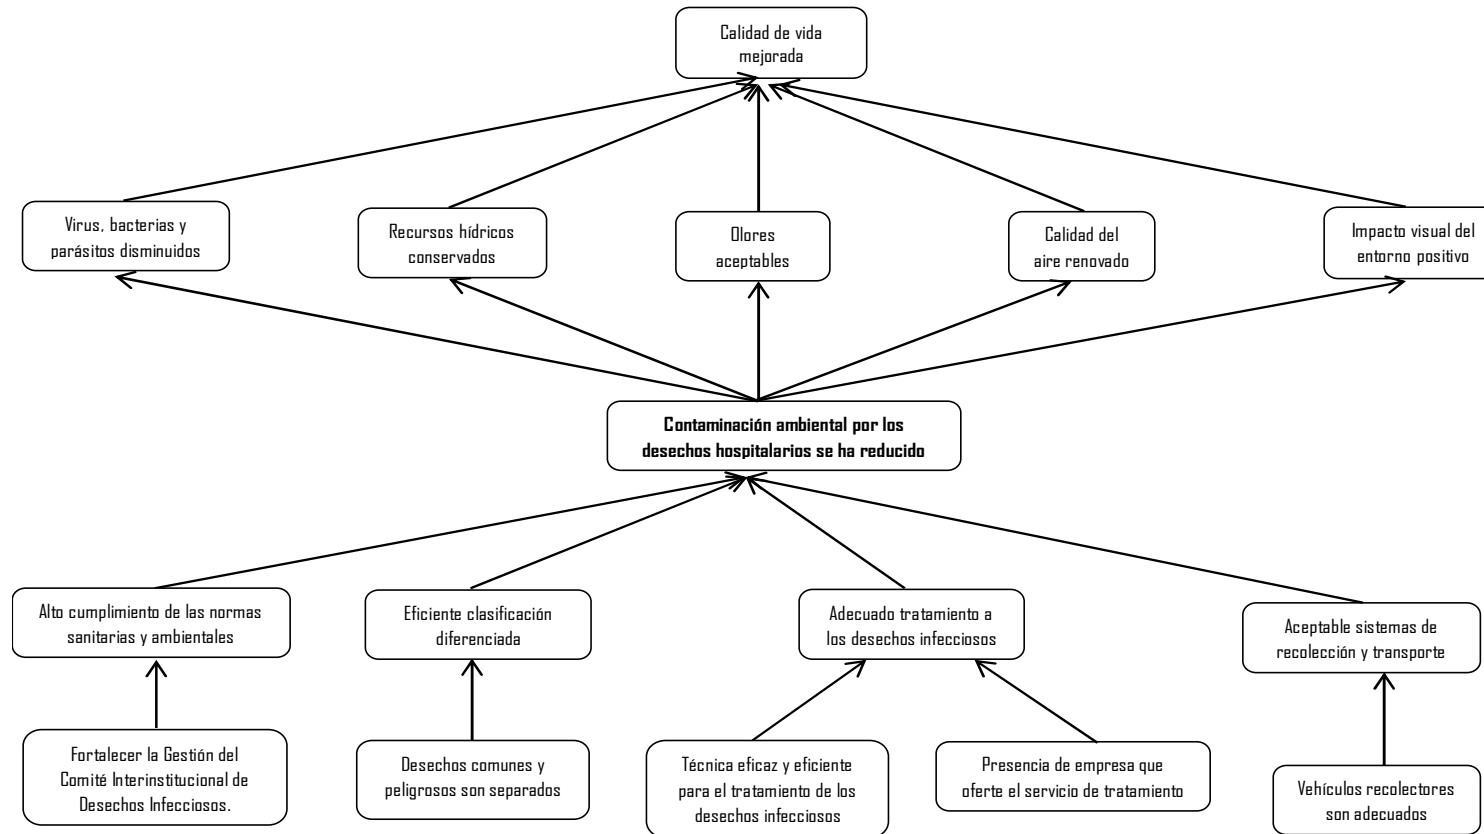 Calidad de vida
mejorada
Virus, bacterias y
parásitos disminuidos
Recursos hídricos
conservados
Olores
aceptables
Calidad del
aire renovado
Impacto visual del
entorno positivo
Contaminación ambiental por los
desechos hospitalarios se ha reducido
Alto cumplimiento de las normas
sanitarias y ambientales
Eficiente clasificación
diferenciada
Adecuado tratamiento a
los desechos infecciosos
Aceptable sistemas de
recolección y transporte
Fortalecer la Gestión del
Comité Interinstitucional de
Desechos Infecciosos.
Desechos comunes y
peligrosos son separados
Técnica eficaz y eficiente
para el tratamiento de los
desechos infecciosos
Presencia de empresa que
oferte el servicio de tratamiento
Vehículos recolectores
son adecuados